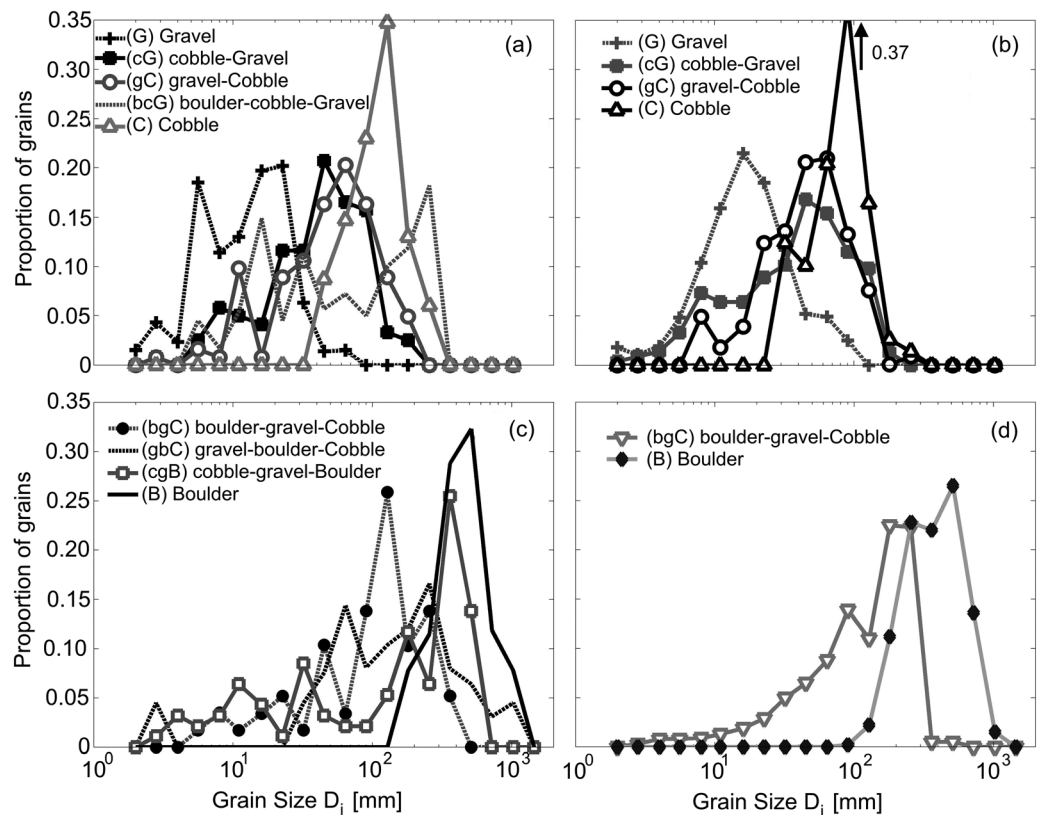 0.35
0.30
0.25
0.20
0.15
0.10
0.05
0
Proportion of grains
(G) Gravel
(cG) cobble-Gravel
(gC) gravel-Cobble
(bcG) boulder-cobble-Gravel
(C) Cobble
(a)
(G) Gravel
(cG) cobble-Gravel
(gC) gravel-Cobble
(C) Cobble
0.37
(b)
0.35
0.30
0.25
0.20
0.15
0.10
0.05
0
Proportion of grains
(bgC) boulder-gravel-Cobble
(gbC) gravel-boulder-Cobble
(cgB) cobble-gravel-Boulder
(B) Boulder
(c)
10⁰ 10¹ 10² 10³
Grain Size Dᵢ [mm]
(bgC) boulder-gravel-Cobble
(B) Boulder
(d)
10⁰ 10¹ 10² 10³
Grain Size Dᵢ [mm]